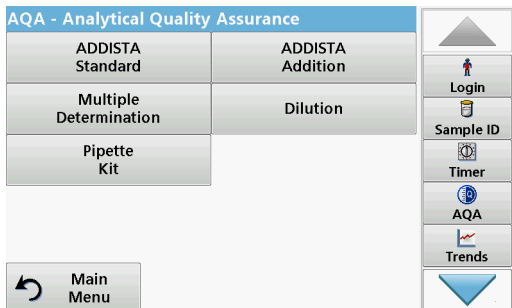 AQA - Analytical Quality Assurance
ADDISTA
Standard
ADDISTA
Addition
Multiple
Determination
Dilution
Pipette
Kit
Main
Menu
Login
Sample ID
Timer
AQA
Trends